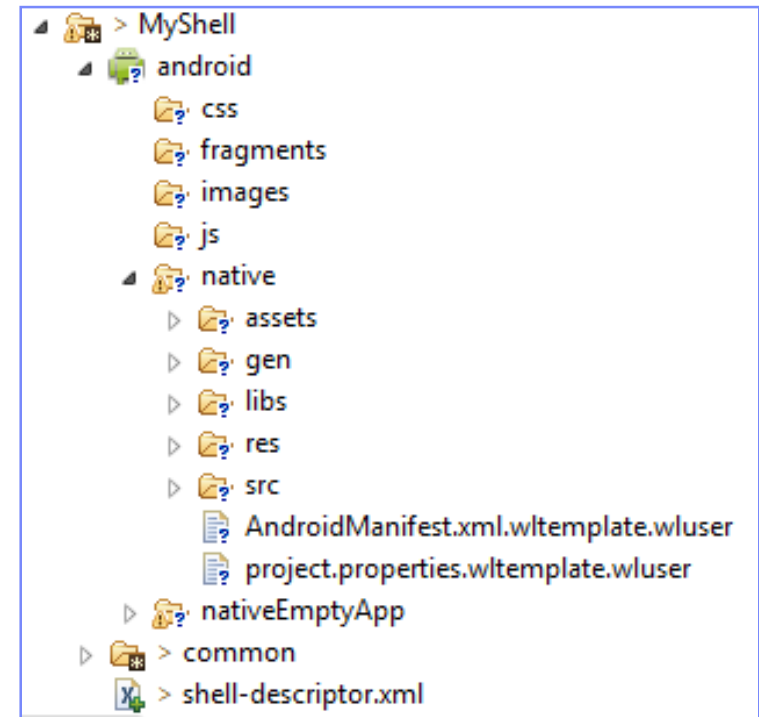 > MyShell
android
css
fragments
images
js
native
assets
gen
libs
res
src
AndroidManifest.xml.wltemplate.wluser
project.properties.wltemplate.wluser
nativeEmptyApp
> common
> shell-descriptor.xml